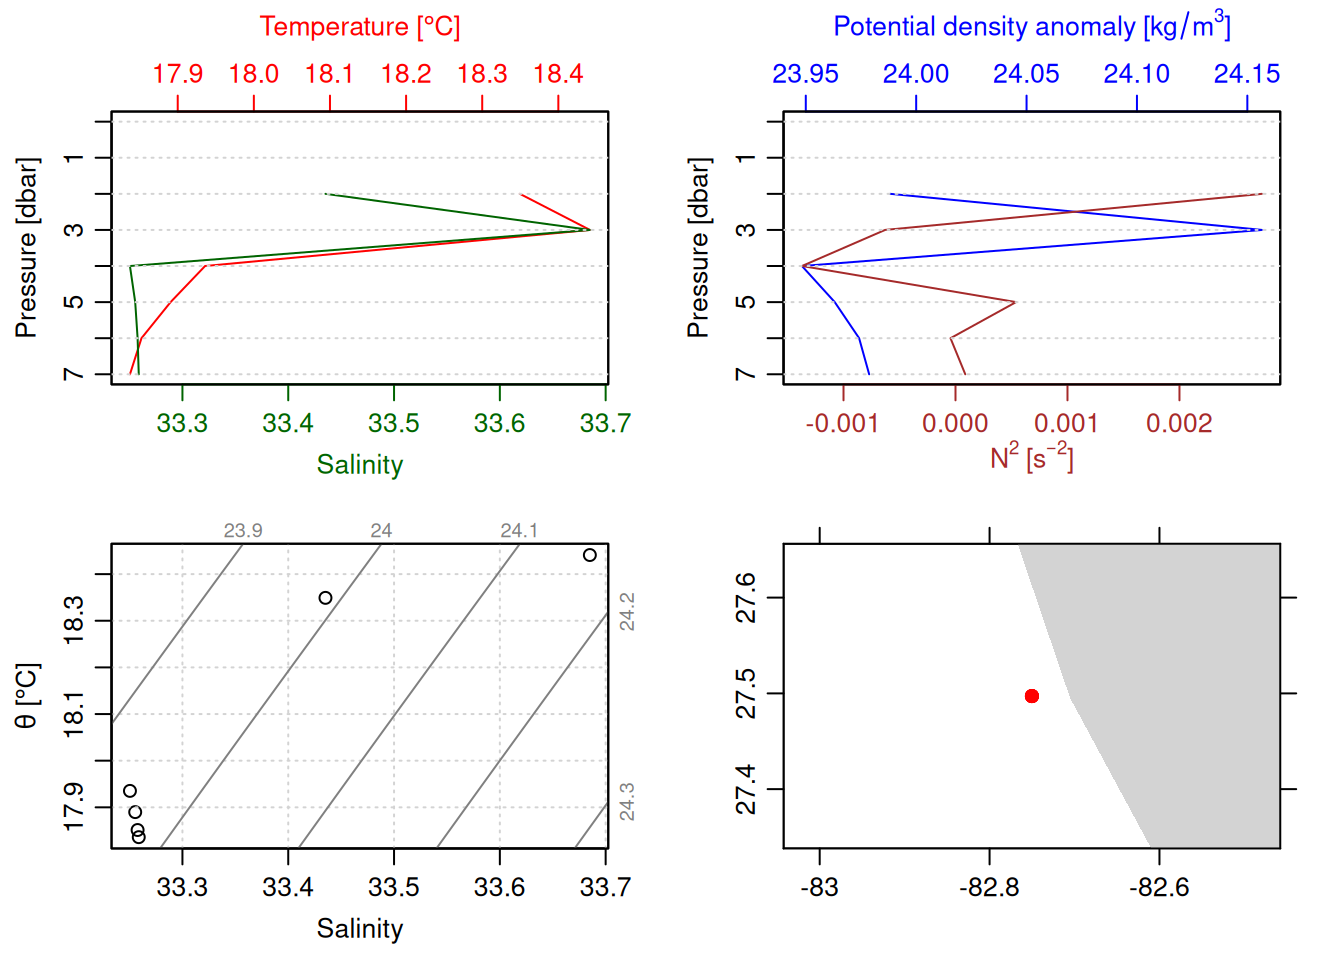 Temperature [°C]
17.9 18.0 18.1 18.2 18.3 18.4
Pressure [dbar]
1
3
5
7
33.3 33.4 33.5 33.6 33.7
Salinity
Potential density anomaly [kg/m³]
23.95 24.00 24.05 24.10 24.15
Pressure [dbar]
1
3
5
7
-0.001 0.000 0.001 0.002
N² [s⁻²]
23.9 24 24.1
24.2
24.3
θ [°C]
18.3
18.1
17.9
33.3 33.4 33.5 33.6 33.7
Salinity
27.6
27.5
27.4
-83 -82.8 -82.6